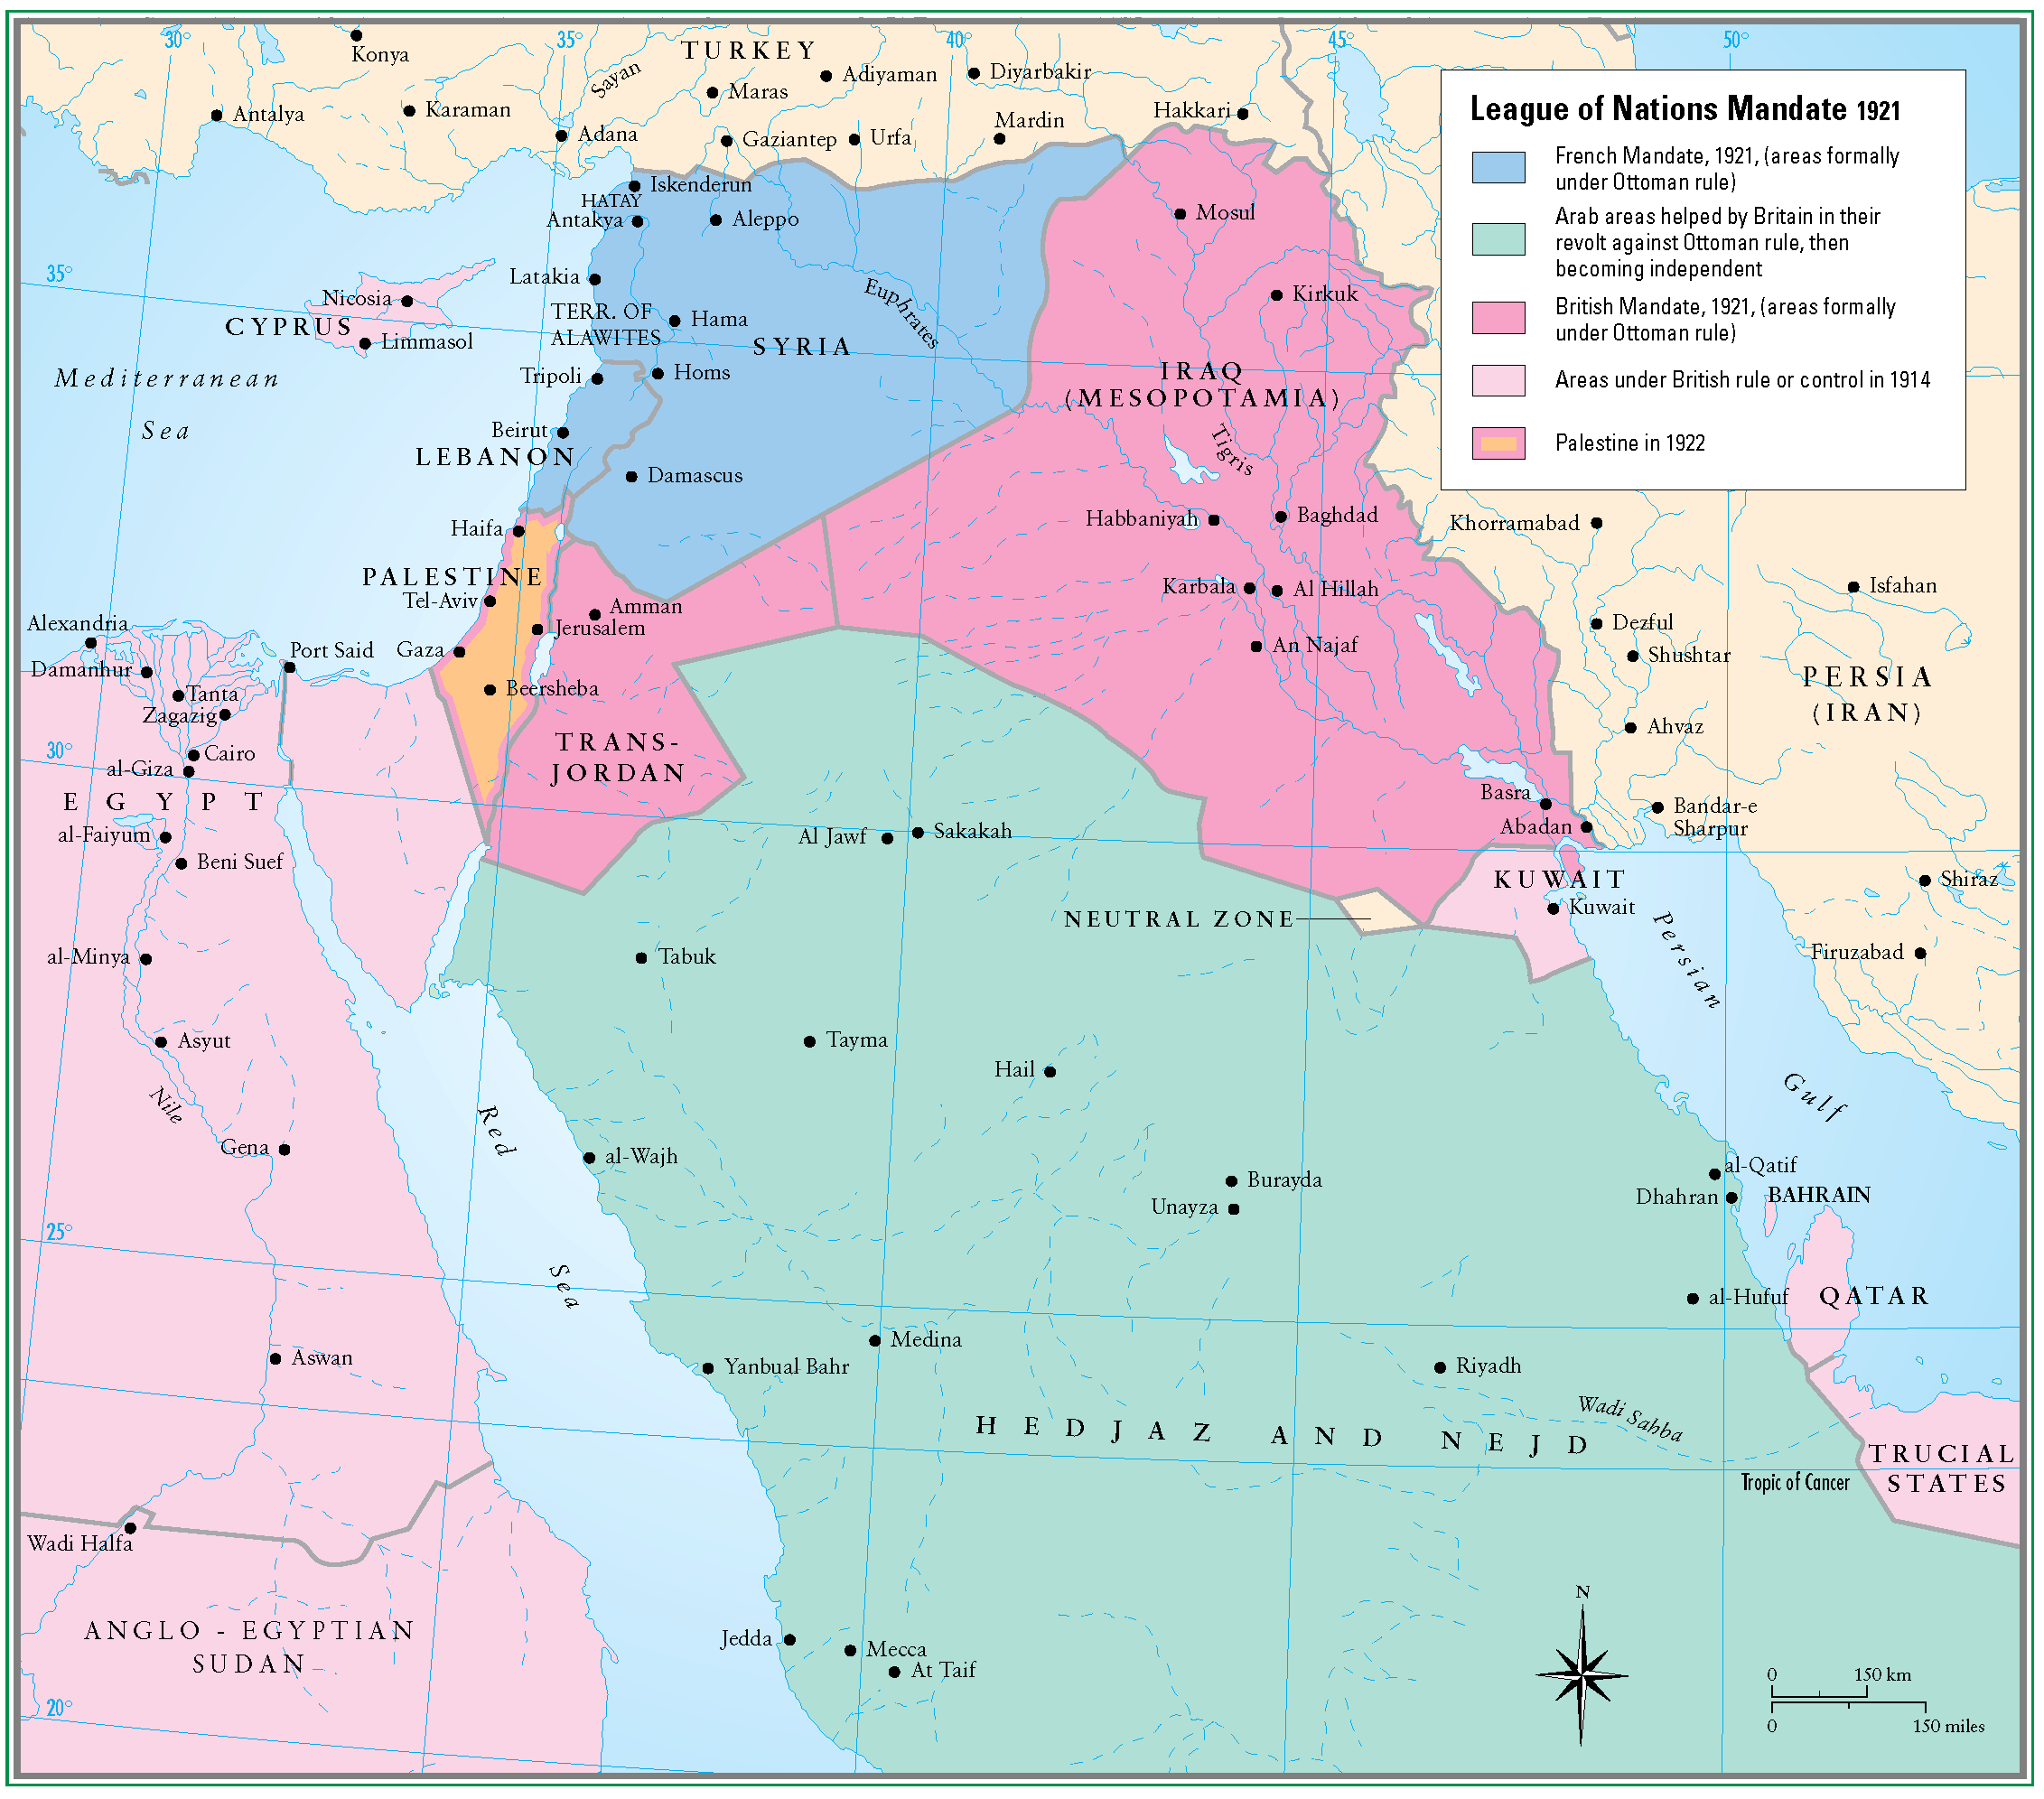 30°
35°
40°
45°
50°
Konya
TURKEY
Sayan
Adiyaman
Diyarbakir
Maras
Antalya
Karaman
Adana
Gaziantep
Urfa
Mardin
Hakkari
League of Nations Mandate 1921
French Mandate, 1921, (areas formally
under Ottoman rule)
Arab areas helped by Britain in their
revolt against Ottoman rule, then
becoming independent
British Mandate, 1921, (areas formally
under Ottoman rule)
Areas under British rule or control in 1914
Palestine in 1922
Iskenderun
HATAY
Antakya
Aleppo
Mosul
35°
Latakia
Nicosia
CYPRUS
Limmasol
TERR. OF
ALAWITES
Hama
Euphrates
SYRIA
Kirkuk
Mediterranean
Sea
Tripoli
Homs
IRAQ
(MESOPOTAMIA)
Tigris
Beirut
LEBANON
Damascus
Haifa
Habbaniyah
Baghdad
Khorramabad
PALESTINE
Tel-Aviv
Amman
Jerusalem
Karbala
Al Hillah
Isfahan
Alexandria
Damanhur
Port Said
Gaza
An Najaf
Dezful
Shushtar
Tanta
Zagazig
Beersheba
PERSIA
(IRAN)
Ahvaz
30°
Cairo
al-Giza
TRANS-
JORDAN
EGYPT
Basra
Abadan
Bandar-e
Sharpur
al-Faiyum
Beni Suef
Al Jawf
Sakakah
KUWAIT
Kuwait
Shiraz
NEUTRAL ZONE
Persian
Gulf
al-Minya
Tabuk
Firuzabad
Asyut
Tayma
Hail
Nile
Gena
Red
Sea
al-Wajh
Burayda
Unayza
al-Qatif
Dhahran
BAHRAIN
25°
al-Hufuf
QATAR
Aswan
Medina
Yanbual Bahr
Riyadh
Wadi Sahba
HEDJAZ AND NEJD
TRUCIAL
STATES
Tropic of Cancer
Wadi Halfa
N
ANGLO - EGYPTIAN
SUDAN
Jedda
Mecca
At Taif
20°
0 150 km
0 150 miles